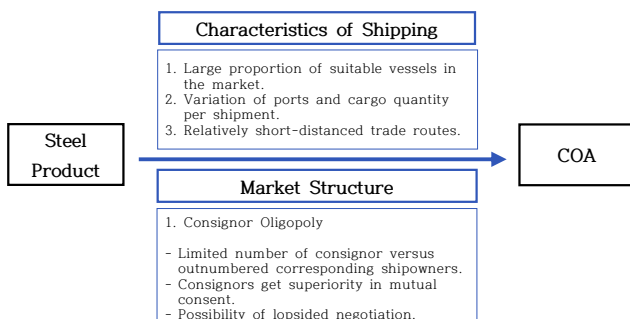 Characteristics of Shipping
1. Large proportion of suitable vessels in
the market.
2. Variation of ports and cargo quantity
per shipment.
3. Relatively short-distanced trade routes.
Steel
Product
COA
Market Structure
1. Consignor Oligopoly
- Limited number of consignor versus
outnumbered corresponding shipowners.
- Consignors get superiority in mutual
consent.
- Possibility of lopsided negotiation.